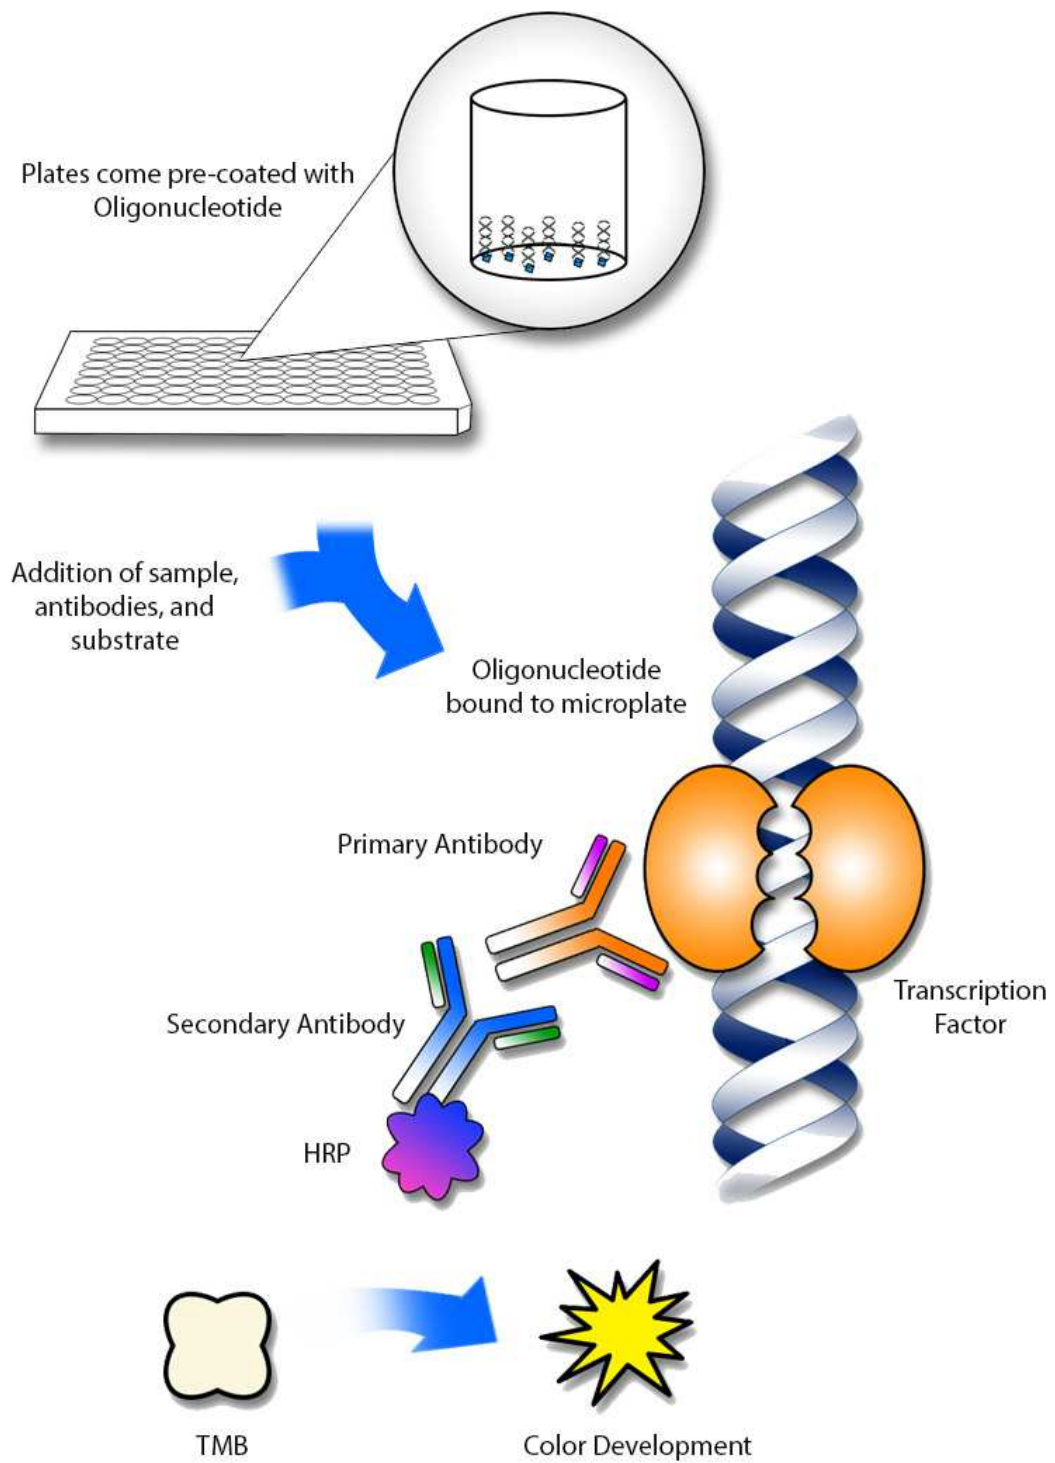 Plates come pre-coated with
Oligonucleotide
Addition of sample,
antibodies, and
substrate
Oligonucleotide
bound to microplate
Primary Antibody
Transcription
Factor
Secondary Antibody
HRP
TMB
Color Development